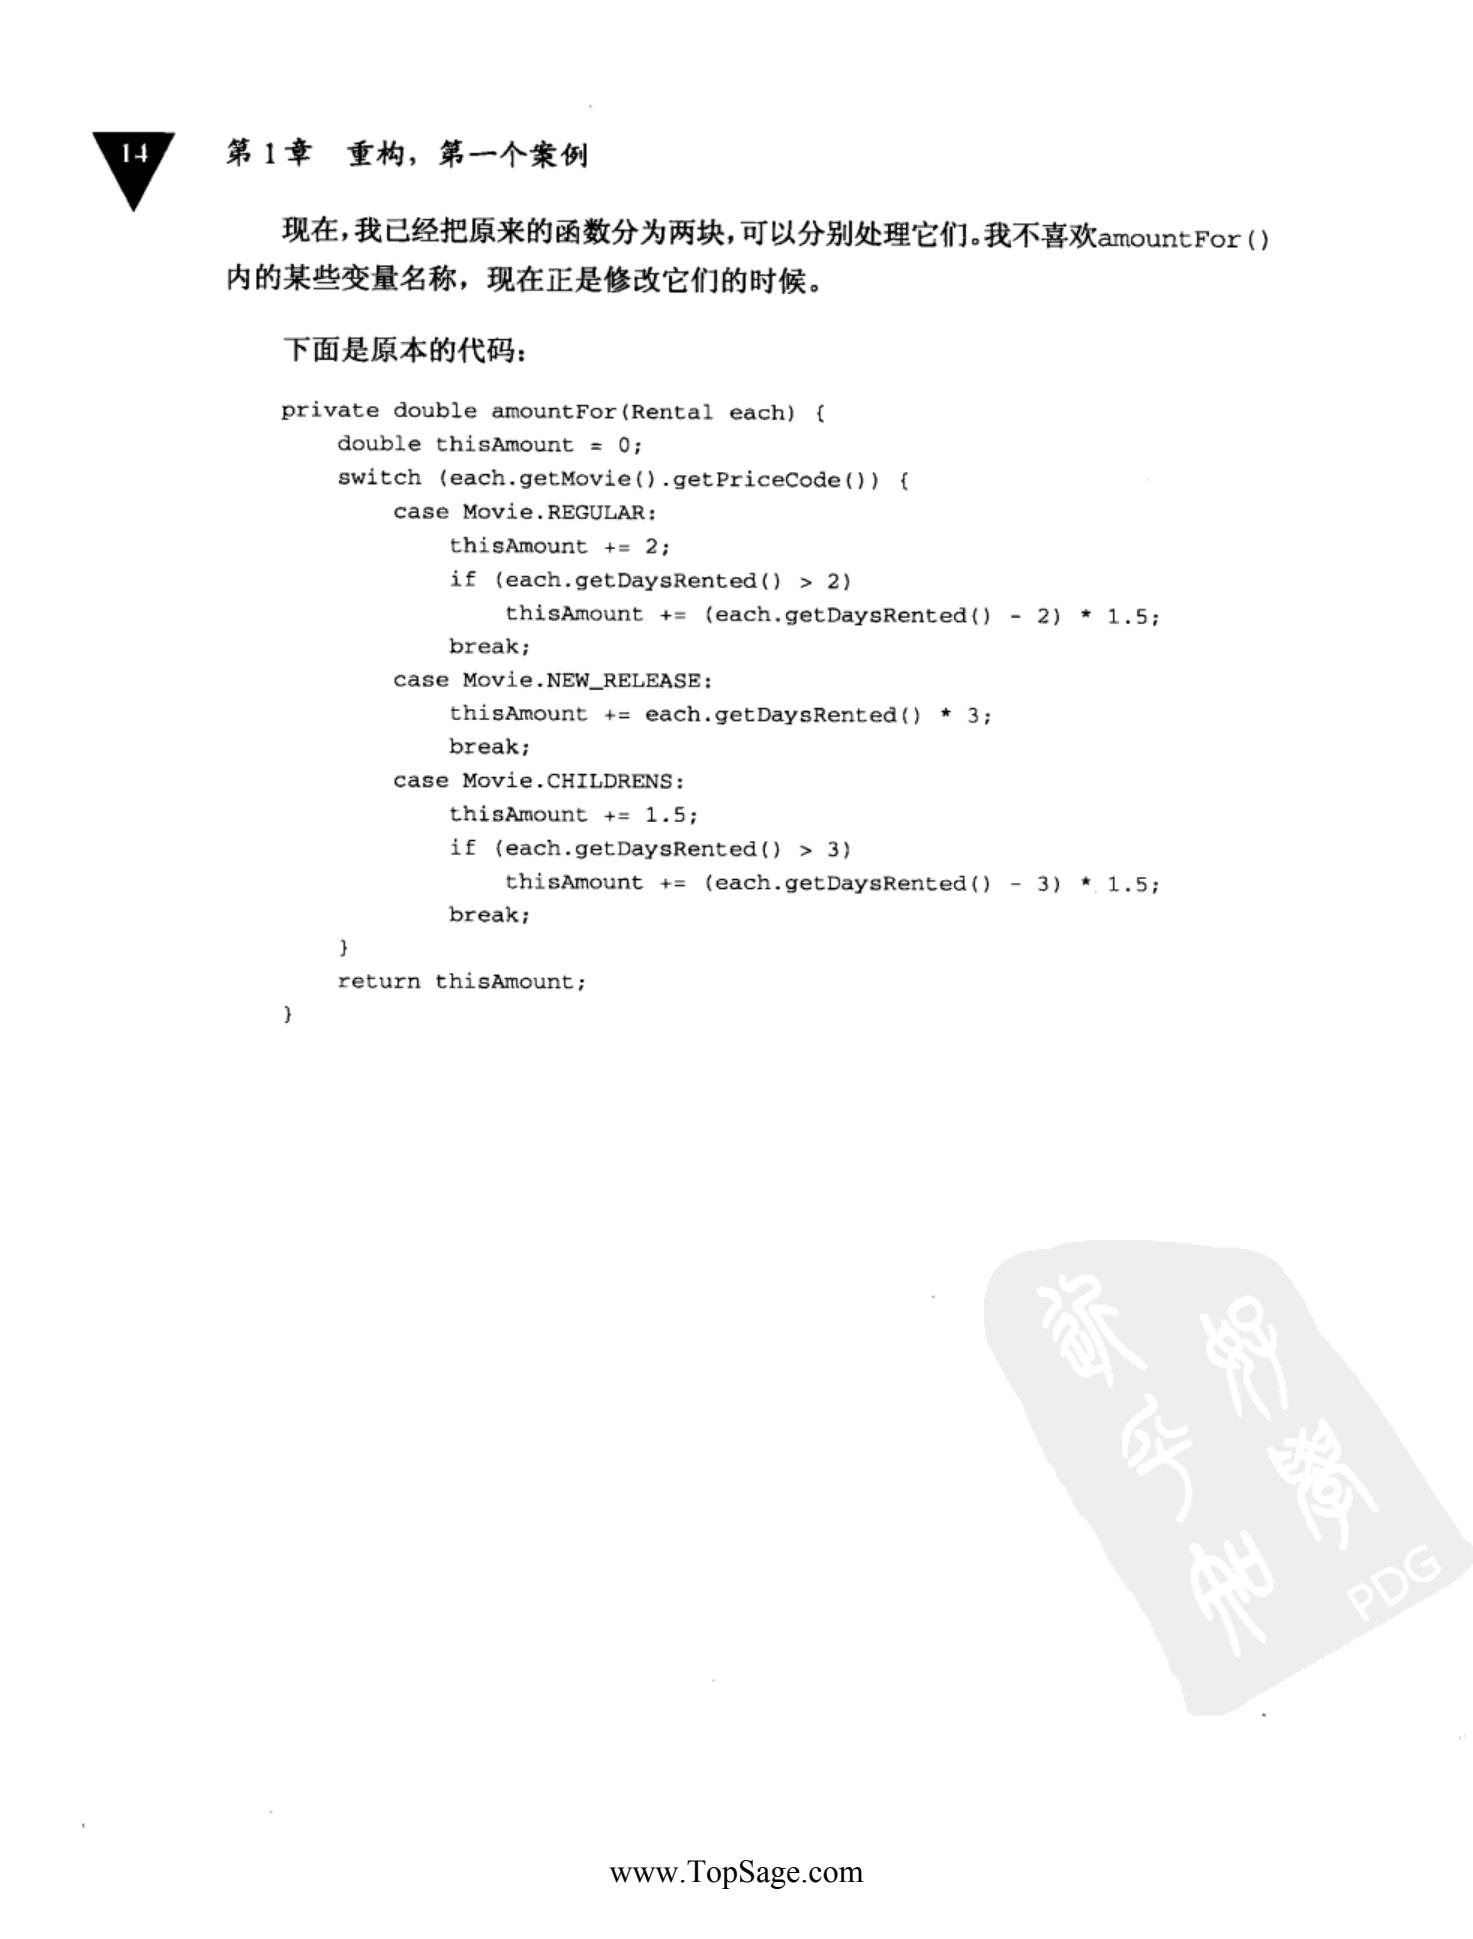 14
第1章 重构，第一个案例
现在，我已经把原来的函数分为两块，可以分别处理它们。我不喜欢amountFor()
内的某些变量名称，现在正是修改它们的时候。
下面是原本的代码：
private double amountFor(Rental each) {
    double thisAmount = 0;
    switch (each.getMovie().getPriceCode()) {
        case Movie.REGULAR:
            thisAmount += 2;
            if (each.getDaysRented() > 2)
                thisAmount += (each.getDaysRented() - 2) * 1.5;
            break;
        case Movie.NEW_RELEASE:
            thisAmount += each.getDaysRented() * 3;
            break;
        case Movie.CHILDRENS:
            thisAmount += 1.5;
            if (each.getDaysRented() > 3)
                thisAmount += (each.getDaysRented() - 3) * 1.5;
            break;
    }
    return thisAmount;
}
PDG
www.TopSage.com